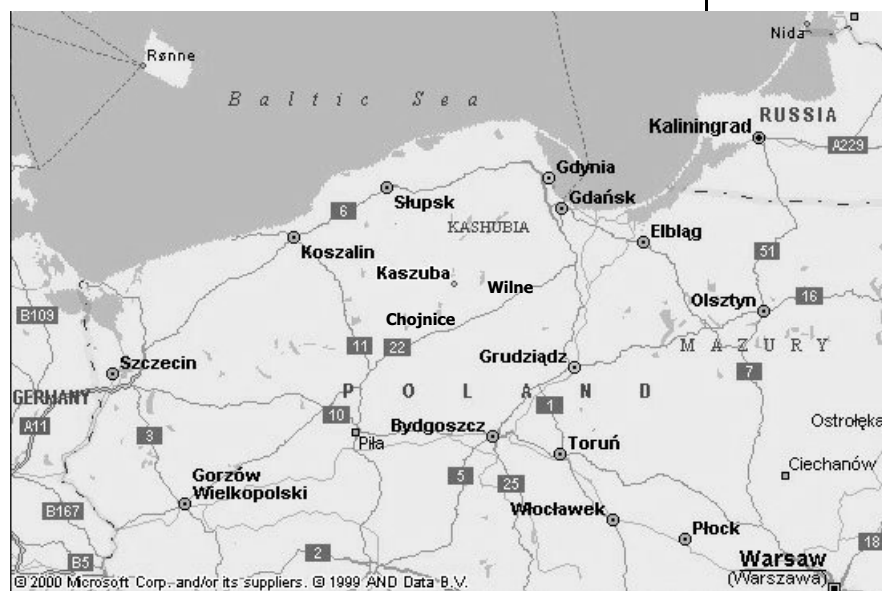 Rønne
Nida
Baltic Sea
RUSSIA
Kaliningrad
A229
Gdynia
Słupsk
Gdańsk
6
KASHUBIA
Elbląg
Koszalin
51
Kaszuba
Wilne
Olsztyn
16
B109
Chojnice
11
22
MAZURY
Szczecin
Grudziądz
7
GERMANY
POLAND
A11
3
10
1
Ostrołęka
Bydgoszcz
Piła
Toruń
Ciechanów
Gorzów
Wielkopolski
5
25
B167
Włocławek
Płock
18
B5
2
Warsaw
(Warszawa)
© 2000 Microsoft Corp. and/or its suppliers. © 1999 AND Data B.V.